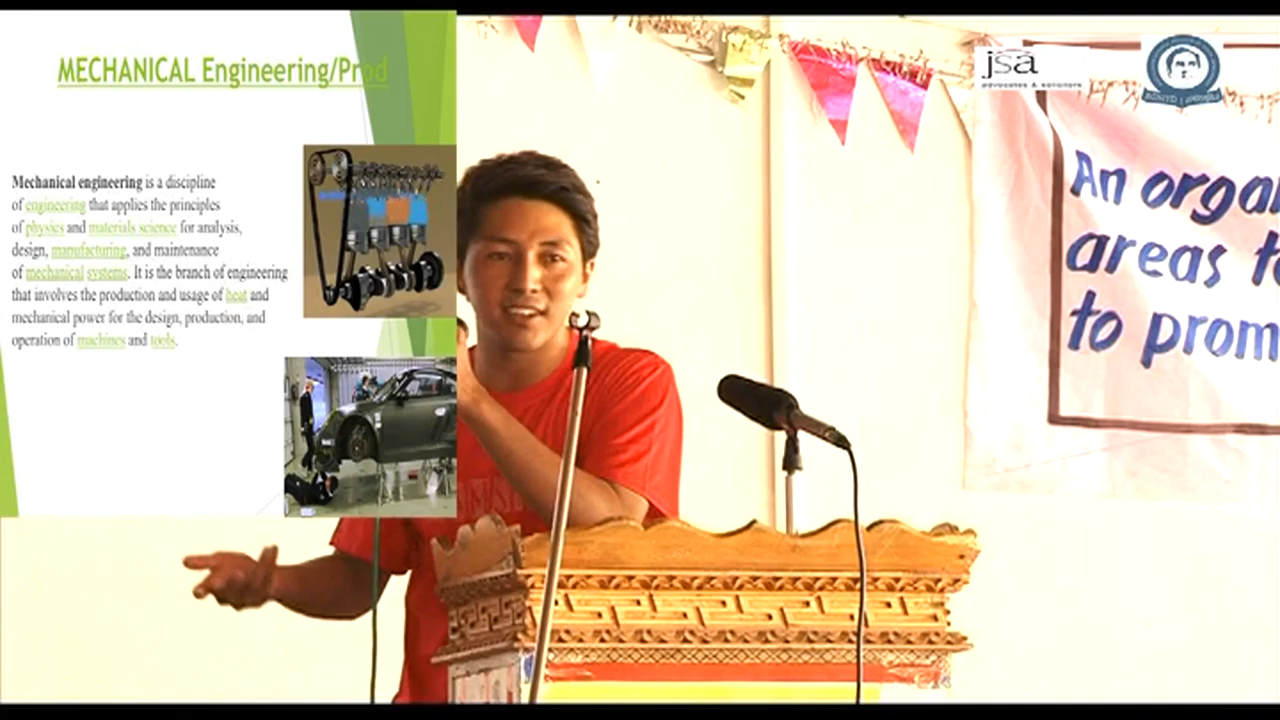 MECHANICAL Engineering/Prod
Mechanical engineering is a discipline
of engineering that applies the principles
of physics and materials science for analysis,
design, manufacturing, and maintenance
of mechanical systems. It is the branch of engineering
that involves the production and usage of heat and
mechanical power for the design, production, and
operation of machines and tools.
jsa
advocates & solicitors
An organ
areas to
to prom